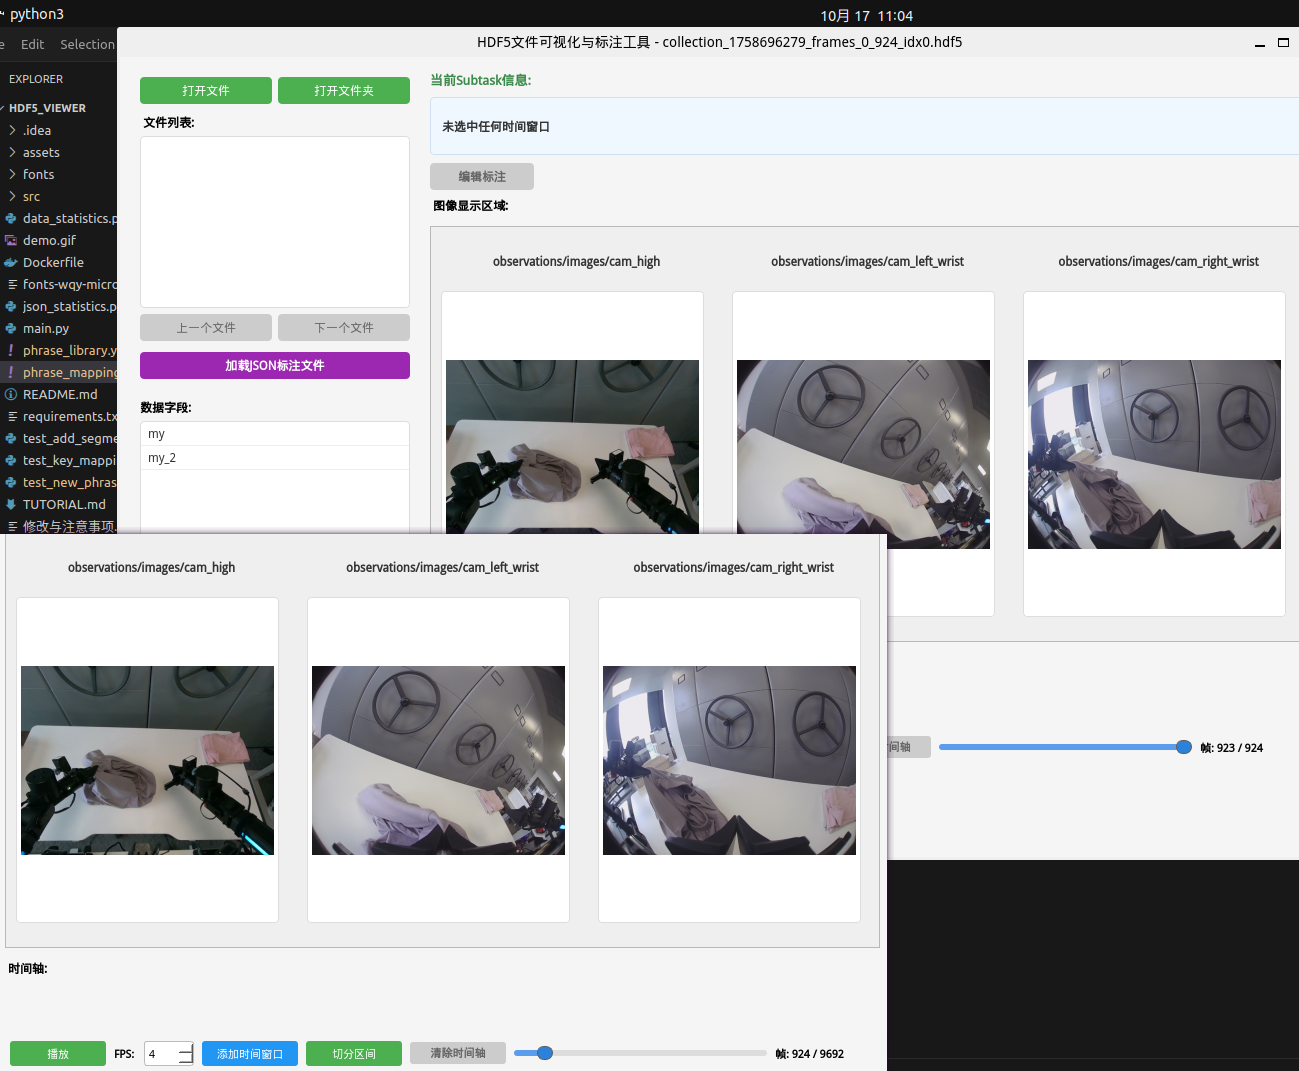 python3
10月 17 11:04
Edit Selection
HDF5文件可视化与标注工具 - collection_1758696279_frames_0_924_idx0.hdf5
EXPLORER
HDF5_VIEWER
.idea
assets
fonts
src
data_statistics.p
demo.gif
Dockerfile
fonts-wqy-micro
json_statistics.p
main.py
phrase_library.y
phrase_mapping
README.md
requirements.tx
test_add_segme
test_key_mappi
test_new_phras
TUTORIAL.md
修改与注意事项.
打开文件 打开文件夹
文件列表:
上一个文件 下一个文件
加载JSON标注文件
数据字段:
my
my_2
当前Subtask信息:
未选中任何时间窗口
编辑标注
图像显示区域:
observations/images/cam_high observations/images/cam_left_wrist observations/images/cam_right_wrist
间轴 帧: 923 / 924
observations/images/cam_high observations/images/cam_left_wrist observations/images/cam_right_wrist
时间轴:
播放 FPS: 4 添加时间窗口 切分区间 清除时间轴 帧: 924 / 9692